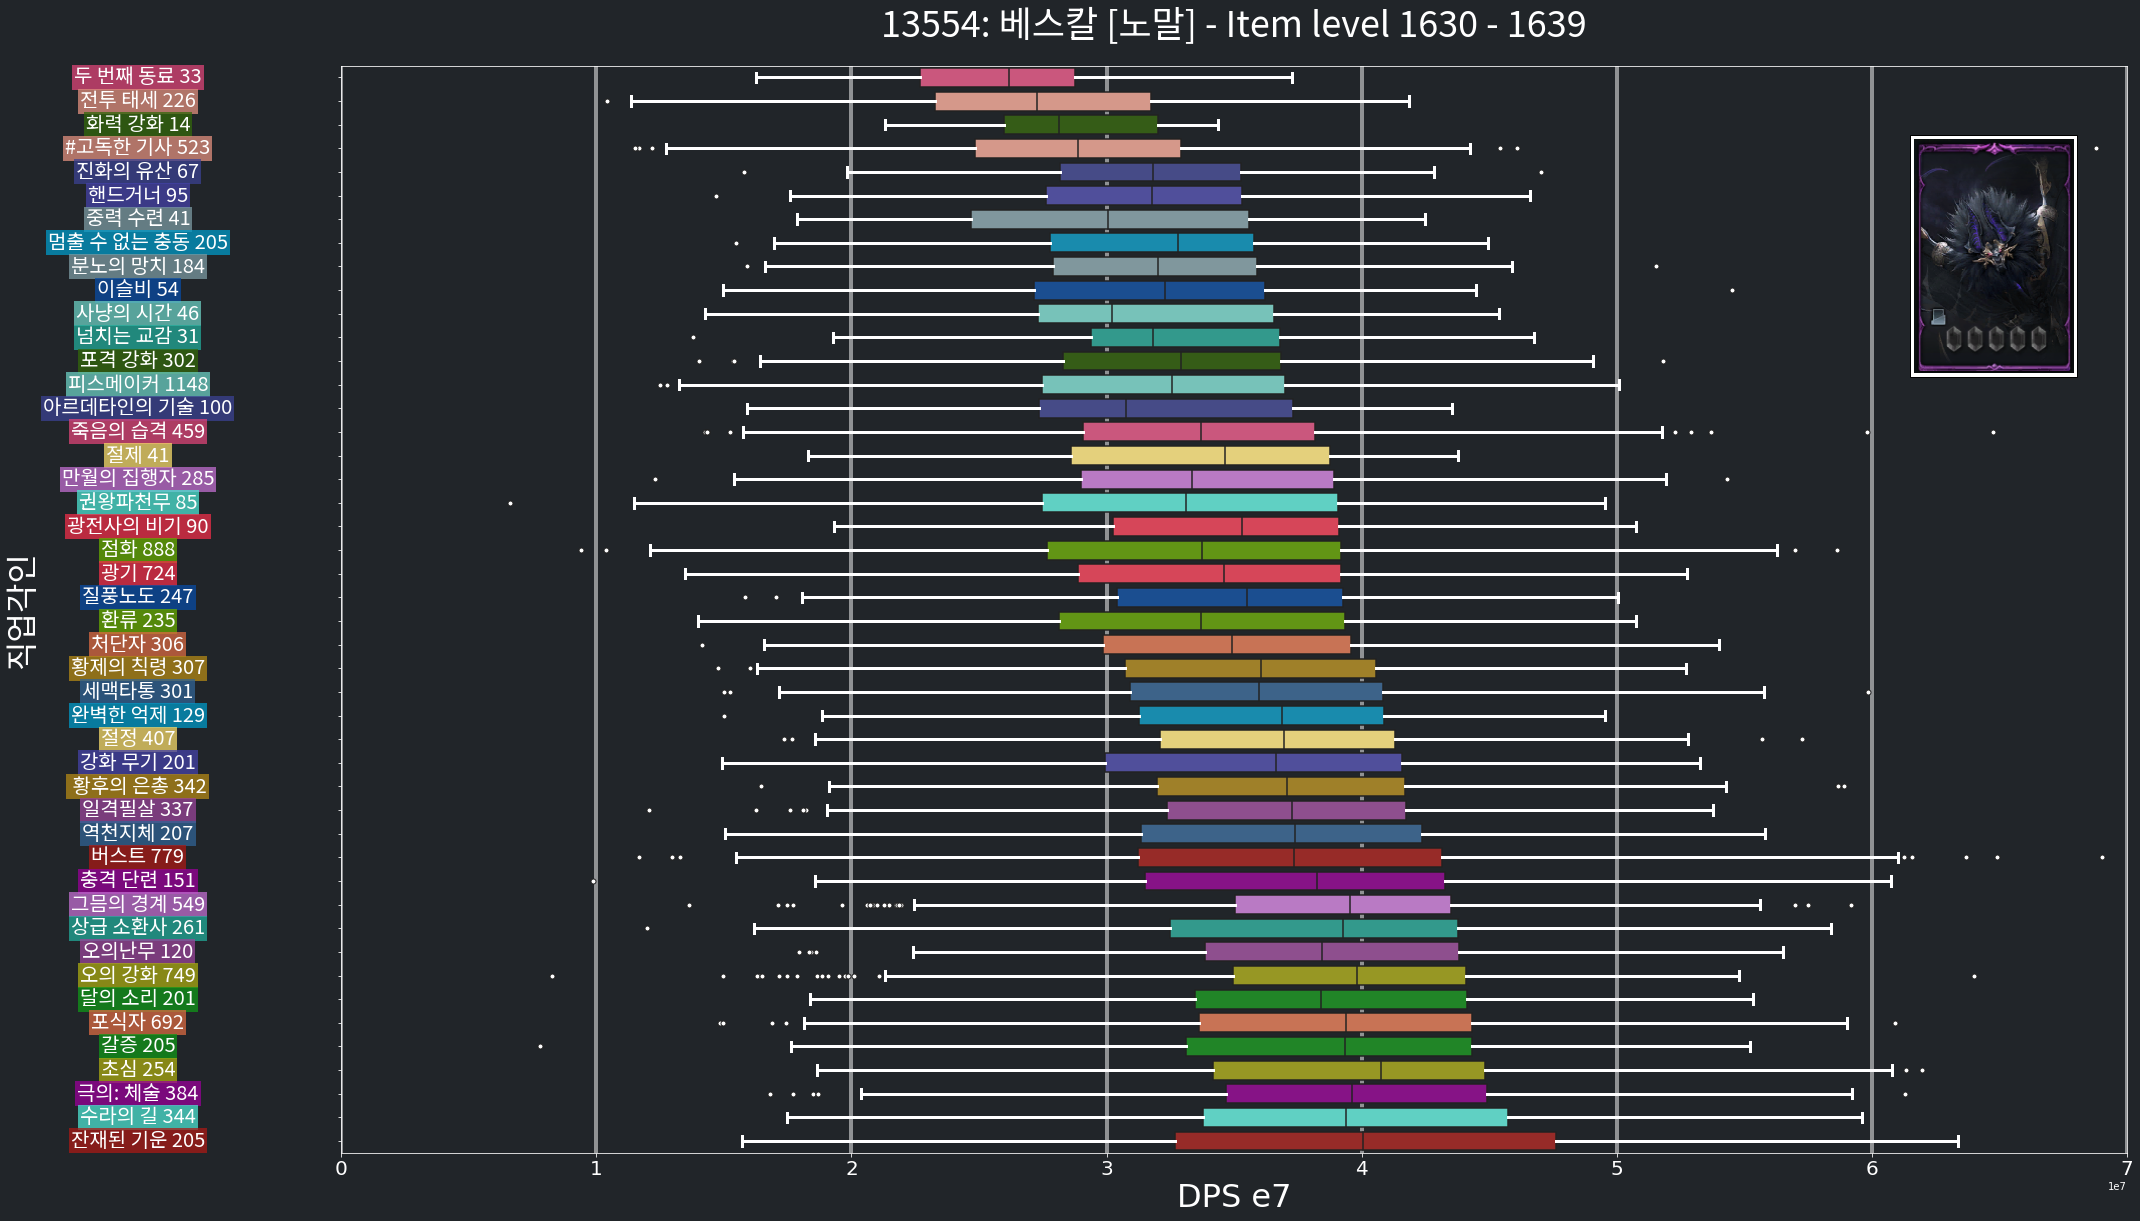 13554: 베스칼 [노말] - Item level 1630 - 1639
두 번째 동료 33
전투 태세 226
화력 강화 14
#고독한 기사 523
진화의 유산 67
핸드거너 95
중력 수련 41
멈출 수 없는 충동 205
분노의 망치 184
이슬비 54
사냥의 시간 46
넘치는 교감 31
포격 강화 302
피스메이커 1148
아르데타인의 기술 100
죽음의 습격 459
절제 41
만월의 집행자 285
권왕파천무 85
광전사의 비기 90
점화 888
광기 724
질풍노도 247
환류 235
처단자 306
황제의 칙령 307
세맥타통 301
완벽한 억제 129
절정 407
강화 무기 201
황후의 은총 342
일격필살 337
역천지체 207
버스트 779
충격 단련 151
그믐의 경계 549
상급 소환사 261
오의난무 120
오의 강화 749
달의 소리 201
포식자 692
갈증 205
초심 254
극의: 체술 384
수라의 길 344
잔재된 기운 205
직업각인
0 1 2 3 4 5 6 7
1e7
DPS e7